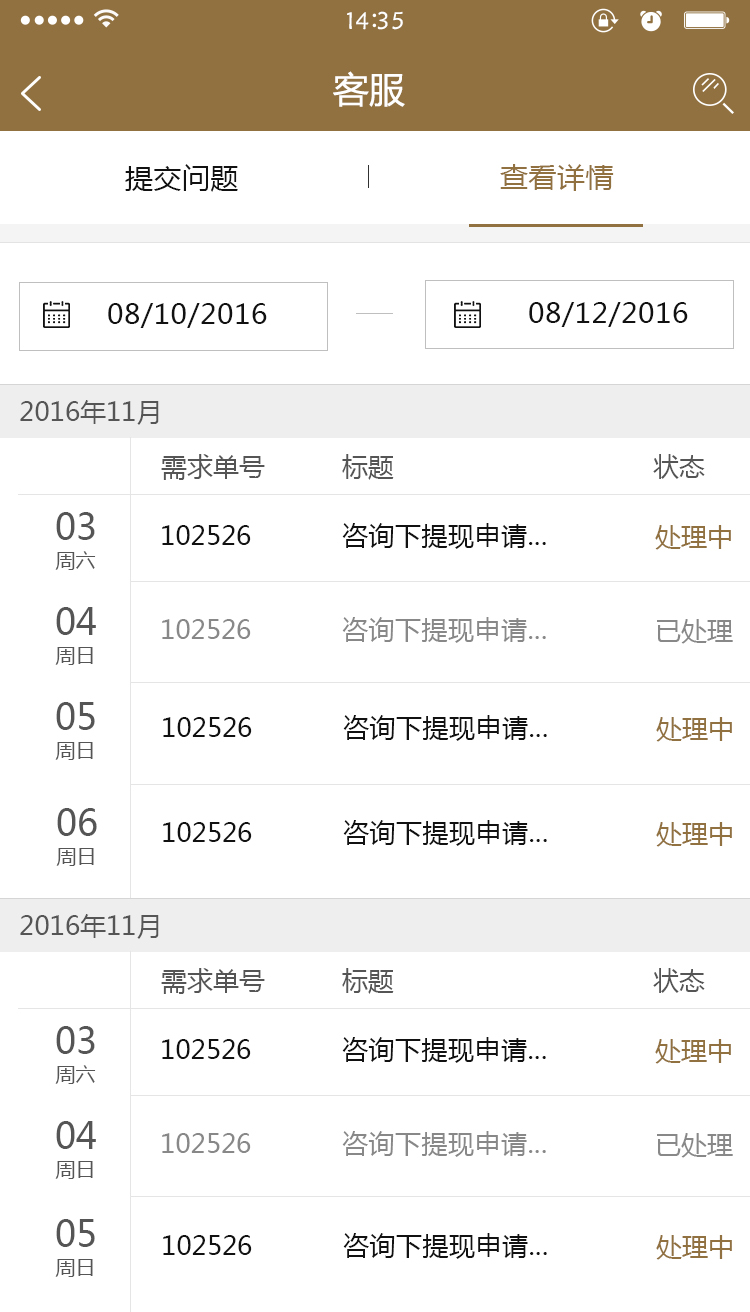 14:35
客服
提交问题 | 查看详情
08/10/2016 08/12/2016
2016年11月
需求单号 标题 状态
03 周六 102526 咨询下提现申请... 处理中
04 周日 102526 咨询下提现申请... 已处理
05 周日 102526 咨询下提现申请... 处理中
06 周日 102526 咨询下提现申请... 处理中
2016年11月
需求单号 标题 状态
03 周六 102526 咨询下提现申请... 处理中
04 周日 102526 咨询下提现申请... 已处理
05 周日 102526 咨询下提现申请... 处理中